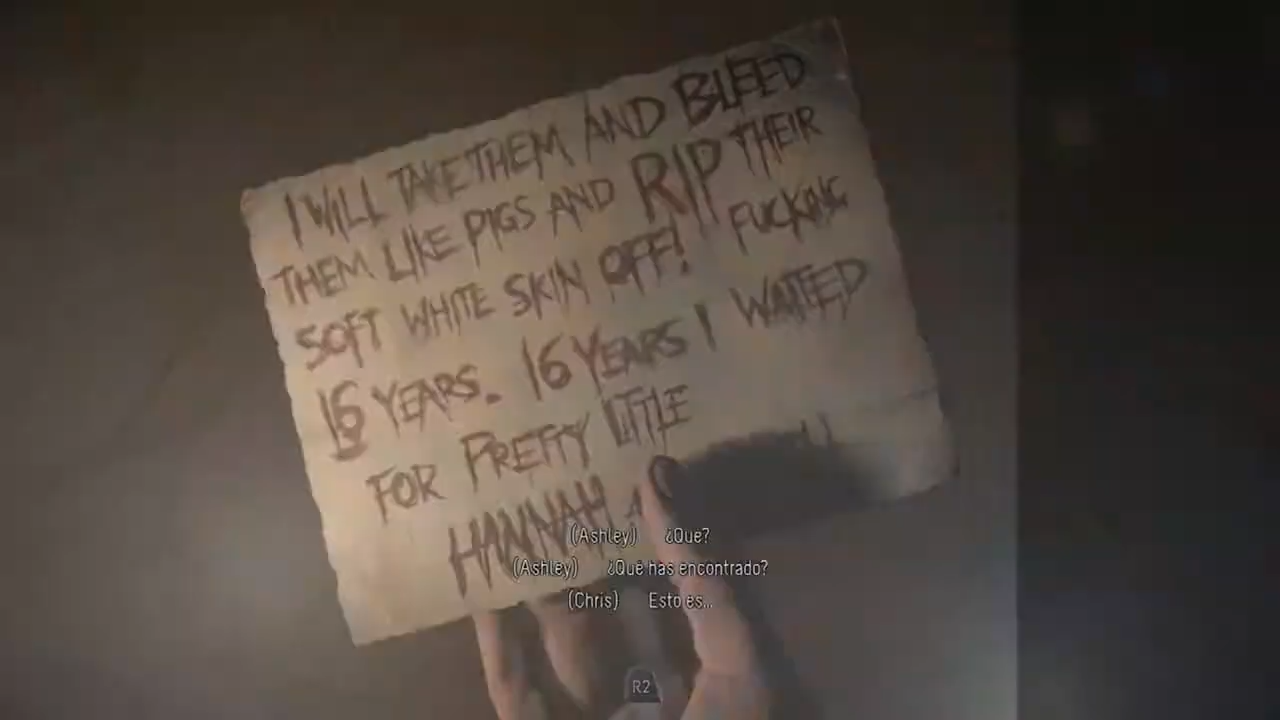 I WILL TAKE THEM AND BLEED
THEM LIKE PIGS AND RIP THEIR
SOFT WHITE SKIN OFF! FUCKING
16 YEARS. 16 YEARS I WAITED
FOR PRETTY LITTLE
HANNAH
(Ashley) ¿Qué?
(Ashley) ¿Qué has encontrado?
(Chris) Esto es...
R2